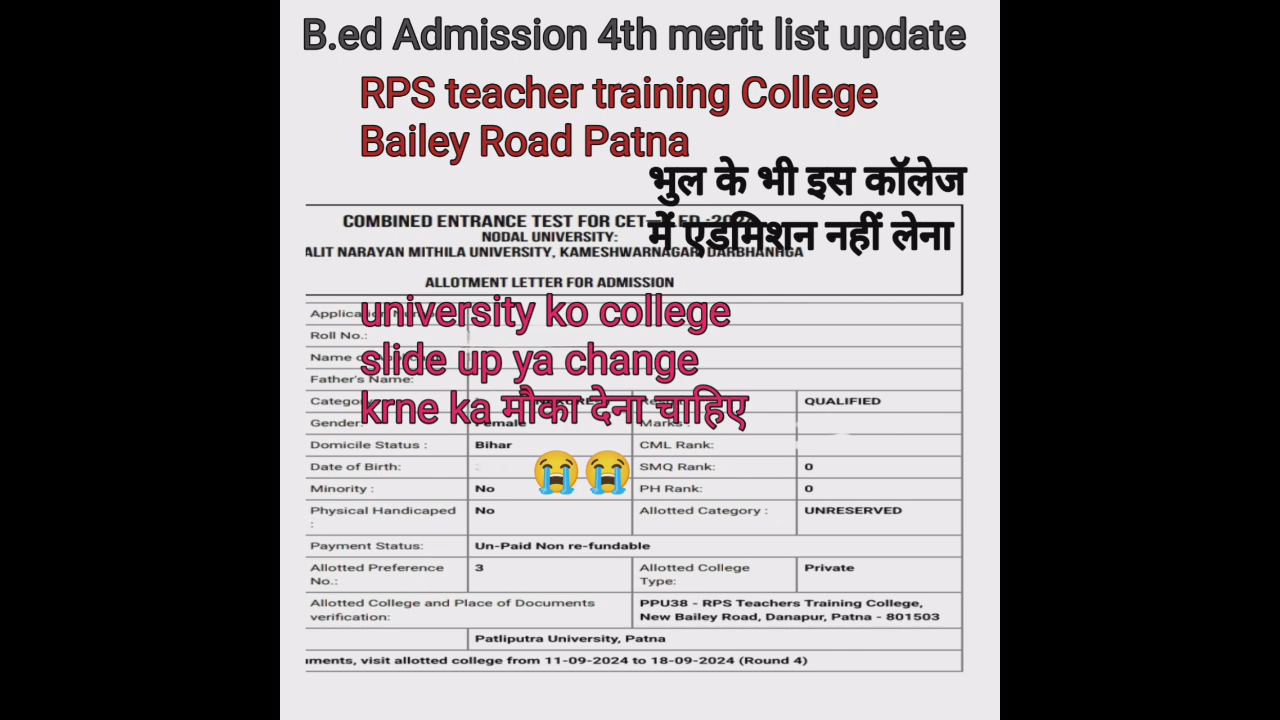 B.ed Admission 4th merit list update
RPS teacher training College
Bailey Road Patna
भुल के भी इस कॉलेज
में एडमिशन नहीं लेना
COMBINED ENTRANCE TEST FOR CET
NODAL UNIVERSITY:
ALIT NARAYAN MITHILA UNIVERSITY, KAMESHWARNAGAR, DARBHANHGA
ALLOTMENT LETTER FOR ADMISSION
university ko college
slide up ya change
krne ka मौका देना चाहिए
😭😭
Roll No.:
Father's Name:
QUALIFIED
Gender: Female Marks :
Domicile Status : Bihar CML Rank:
Date of Birth: SMQ Rank: 0
Minority : No PH Rank: 0
Physical Handicaped : No Allotted Category : UNRESERVED
Payment Status: Un-Paid Non re-fundable
Allotted Preference No.: 3 Allotted College Type: Private
Allotted College and Place of Documents verification: PPU38 - RPS Teachers Training College, New Bailey Road, Danapur, Patna - 801503
Patliputra University, Patna
uments, visit allotted college from 11-09-2024 to 18-09-2024 (Round 4)